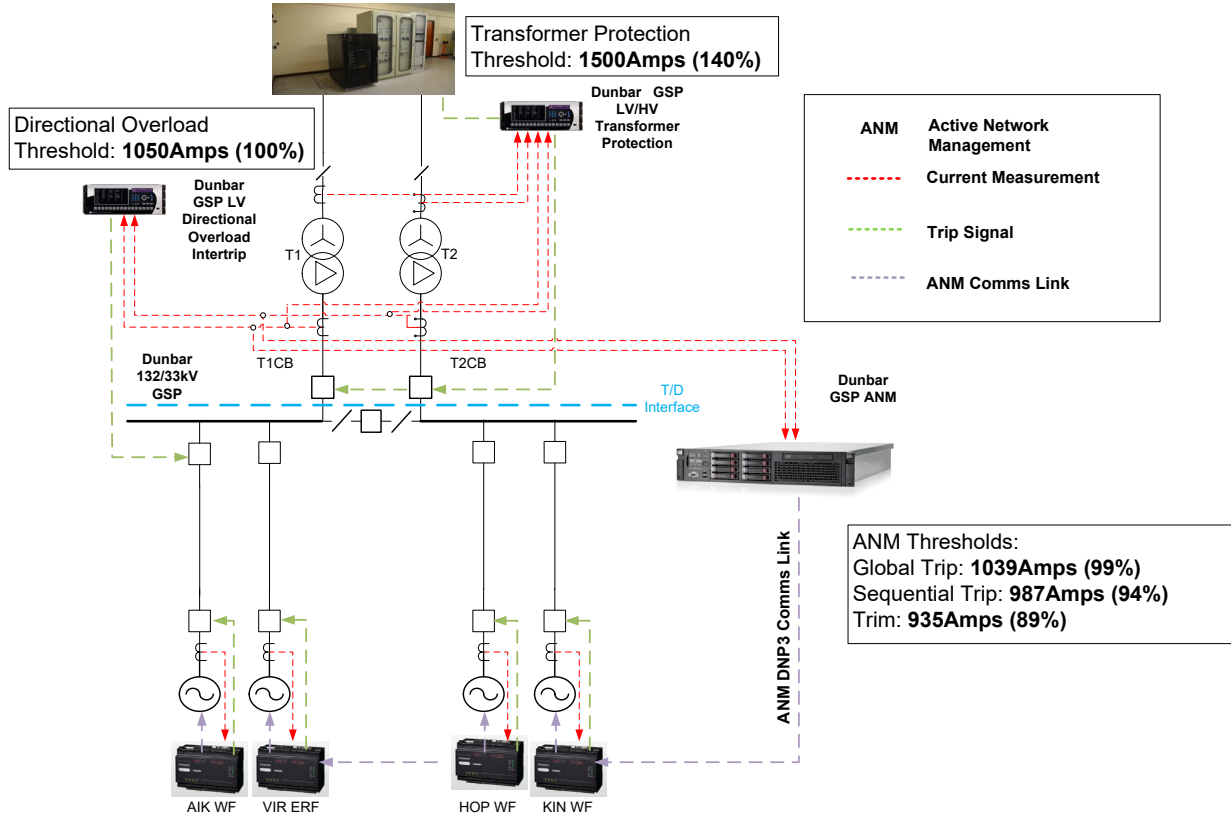 Transformer Protection
Threshold: 1500Amps (140%)
Directional Overload
Threshold: 1050Amps (100%)
Dunbar GSP
LV/HV
Transformer
Protection
ANM Active Network
Management
Current Measurement
Trip Signal
ANM Comms Link
Dunbar
GSP LV
Directional
Overload
Intertrip
T1
T2
T1CB
T2CB
Dunbar
132/33kV
GSP
T/D
Interface
Dunbar
GSP ANM
ANM DNP3 Comms Link
ANM Thresholds:
Global Trip: 1039Amps (99%)
Sequential Trip: 987Amps (94%)
Trim: 935Amps (89%)
AIK WF
VIR ERF
HOP WF
KIN WF